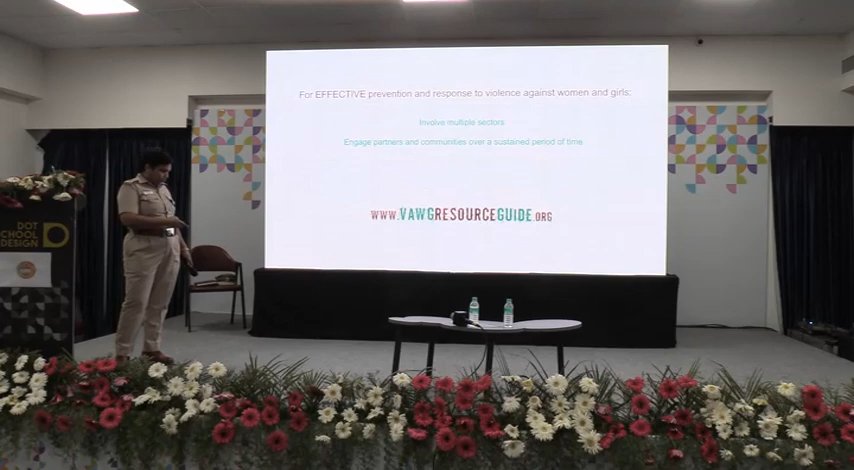 For EFFECTIVE prevention and response to violence against women and girls:
Involve multiple sectors
Engage partners and communities over a sustained period of time
WWW.VAWGRESOURCEGUIDE.ORG
DOT
SCHOOL
DESIGN